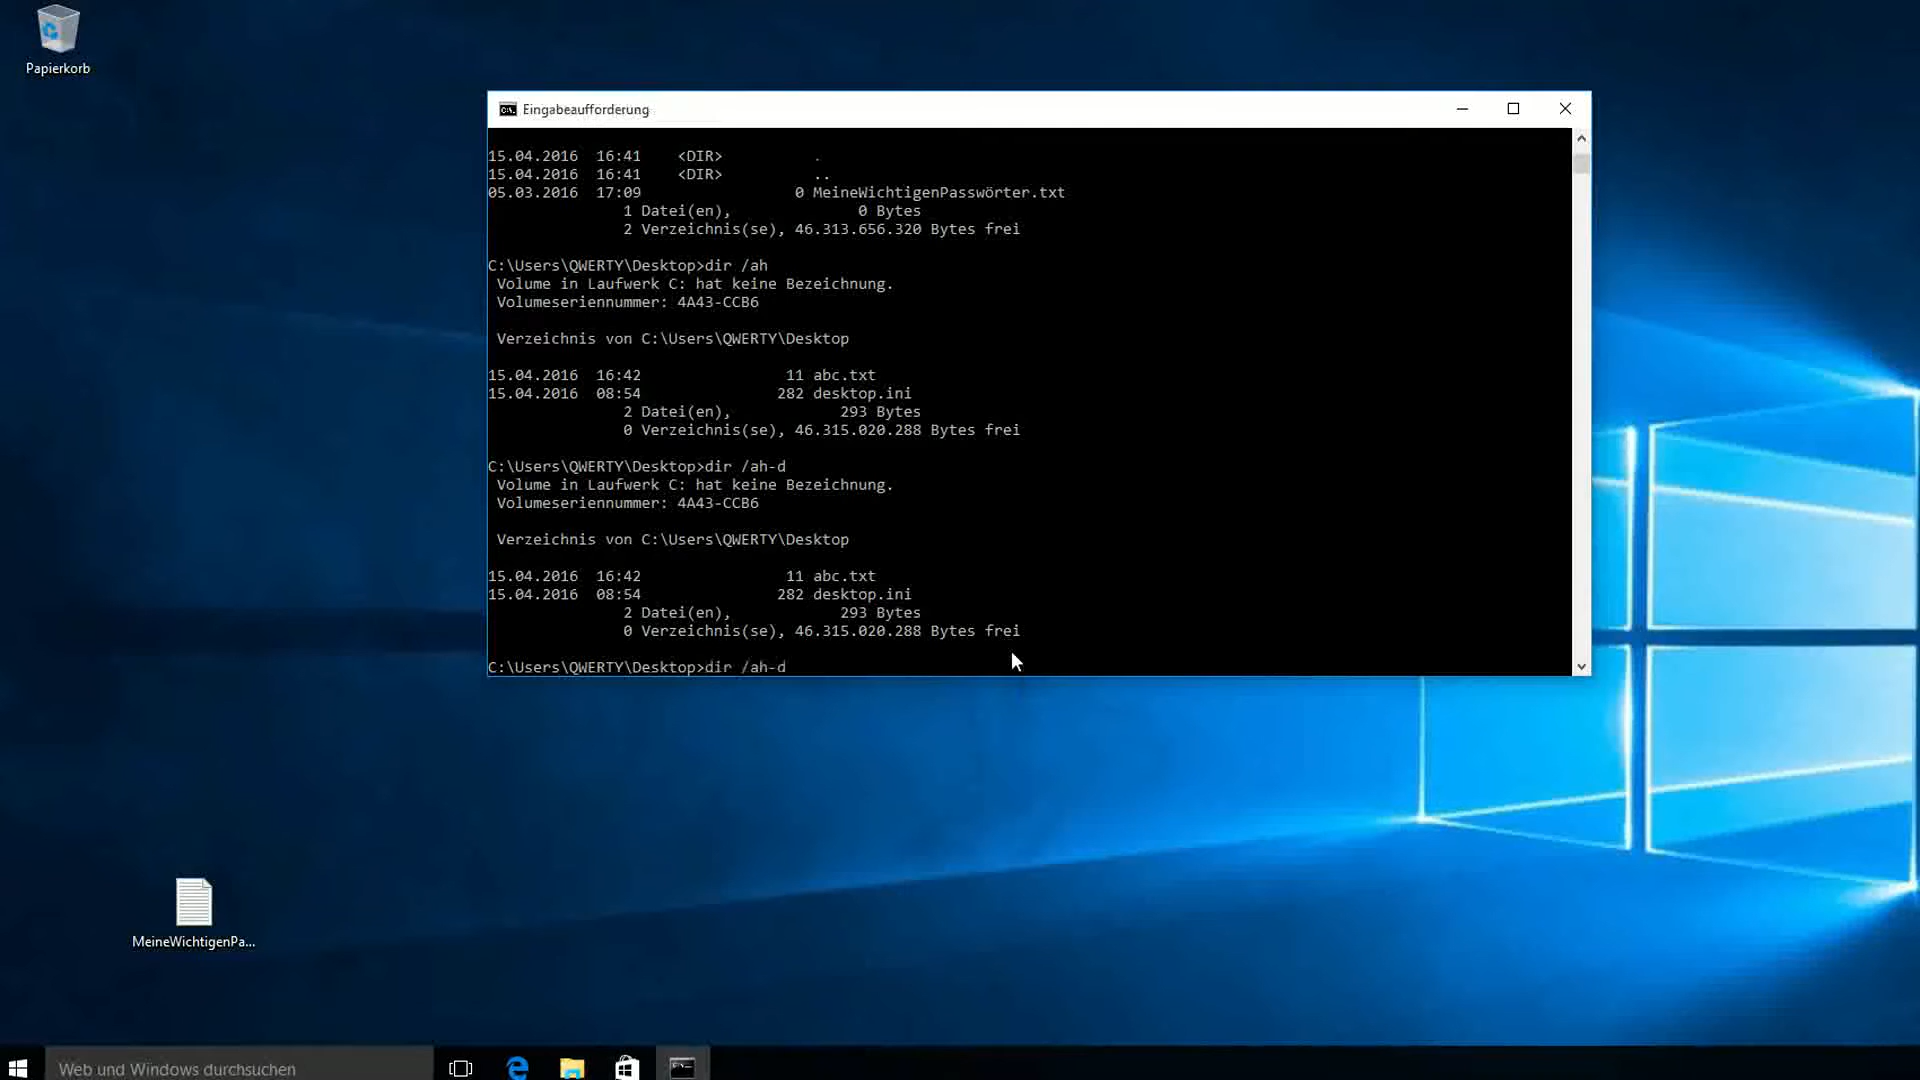 Papierkorb
Eingabeaufforderung
15.04.2016  16:41    <DIR>          .
15.04.2016  16:41    <DIR>          ..
05.03.2016  17:09                 0 MeineWichtigenPasswörter.txt
               1 Datei(en),              0 Bytes
               2 Verzeichnis(se), 46.313.656.320 Bytes frei
C:\Users\QWERTY\Desktop>dir /ah
 Volume in Laufwerk C: hat keine Bezeichnung.
 Volumeseriennummer: 4A43-CCB6
 Verzeichnis von C:\Users\QWERTY\Desktop
15.04.2016  16:42                11 abc.txt
15.04.2016  08:54               282 desktop.ini
               2 Datei(en),            293 Bytes
               0 Verzeichnis(se), 46.315.020.288 Bytes frei
C:\Users\QWERTY\Desktop>dir /ah-d
 Volume in Laufwerk C: hat keine Bezeichnung.
 Volumeseriennummer: 4A43-CCB6
 Verzeichnis von C:\Users\QWERTY\Desktop
15.04.2016  16:42                11 abc.txt
15.04.2016  08:54               282 desktop.ini
               2 Datei(en),            293 Bytes
               0 Verzeichnis(se), 46.315.020.288 Bytes frei
C:\Users\QWERTY\Desktop>dir /ah-d
MeineWichtigenPa...
Web und Windows durchsuchen